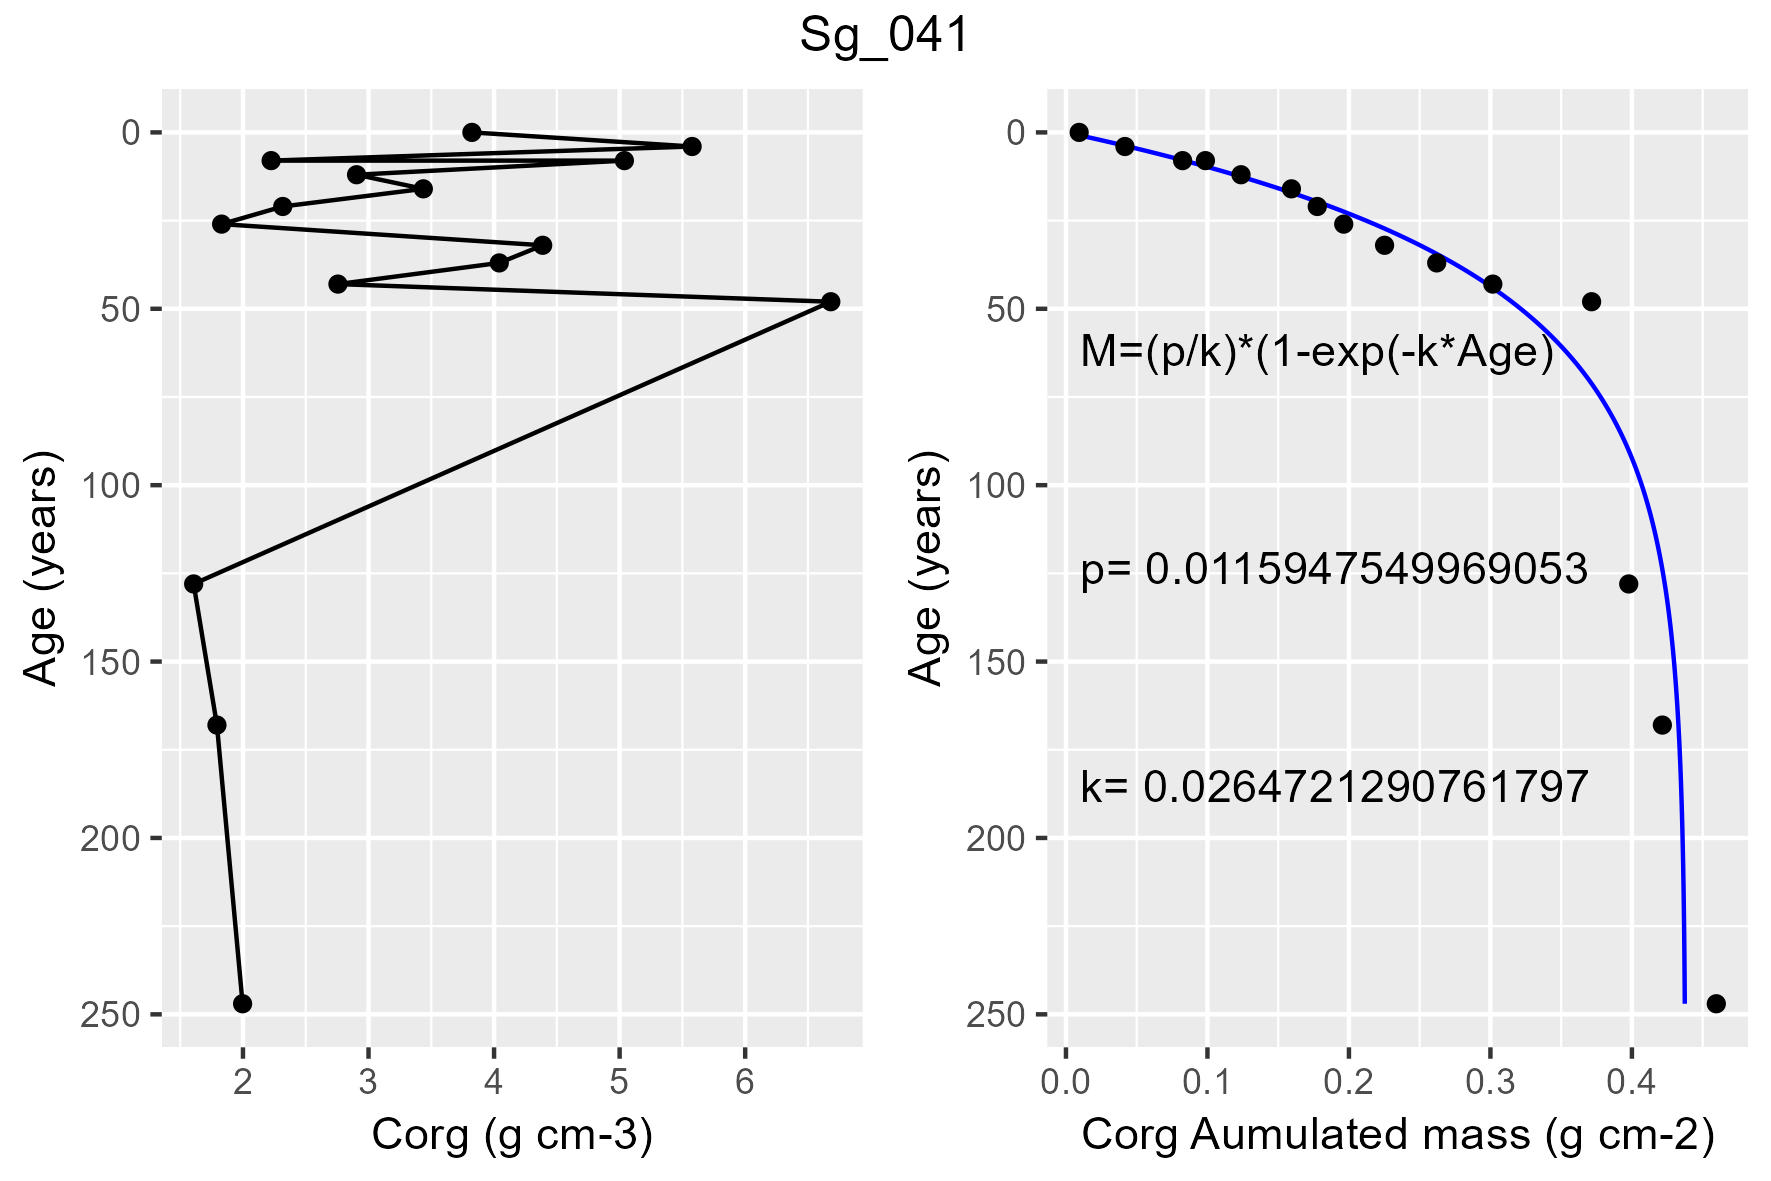 Sg_041
0
50
100
150
200
250
Age (years)
2 3 4 5 6
Corg (g cm-3)
0
50
100
150
200
250
Age (years)
M=(p/k)*(1-exp(-k*Age)
p= 0.0115947549969053
k= 0.0264721290761797
0.0 0.1 0.2 0.3 0.4
Corg Aumulated mass (g cm-2)